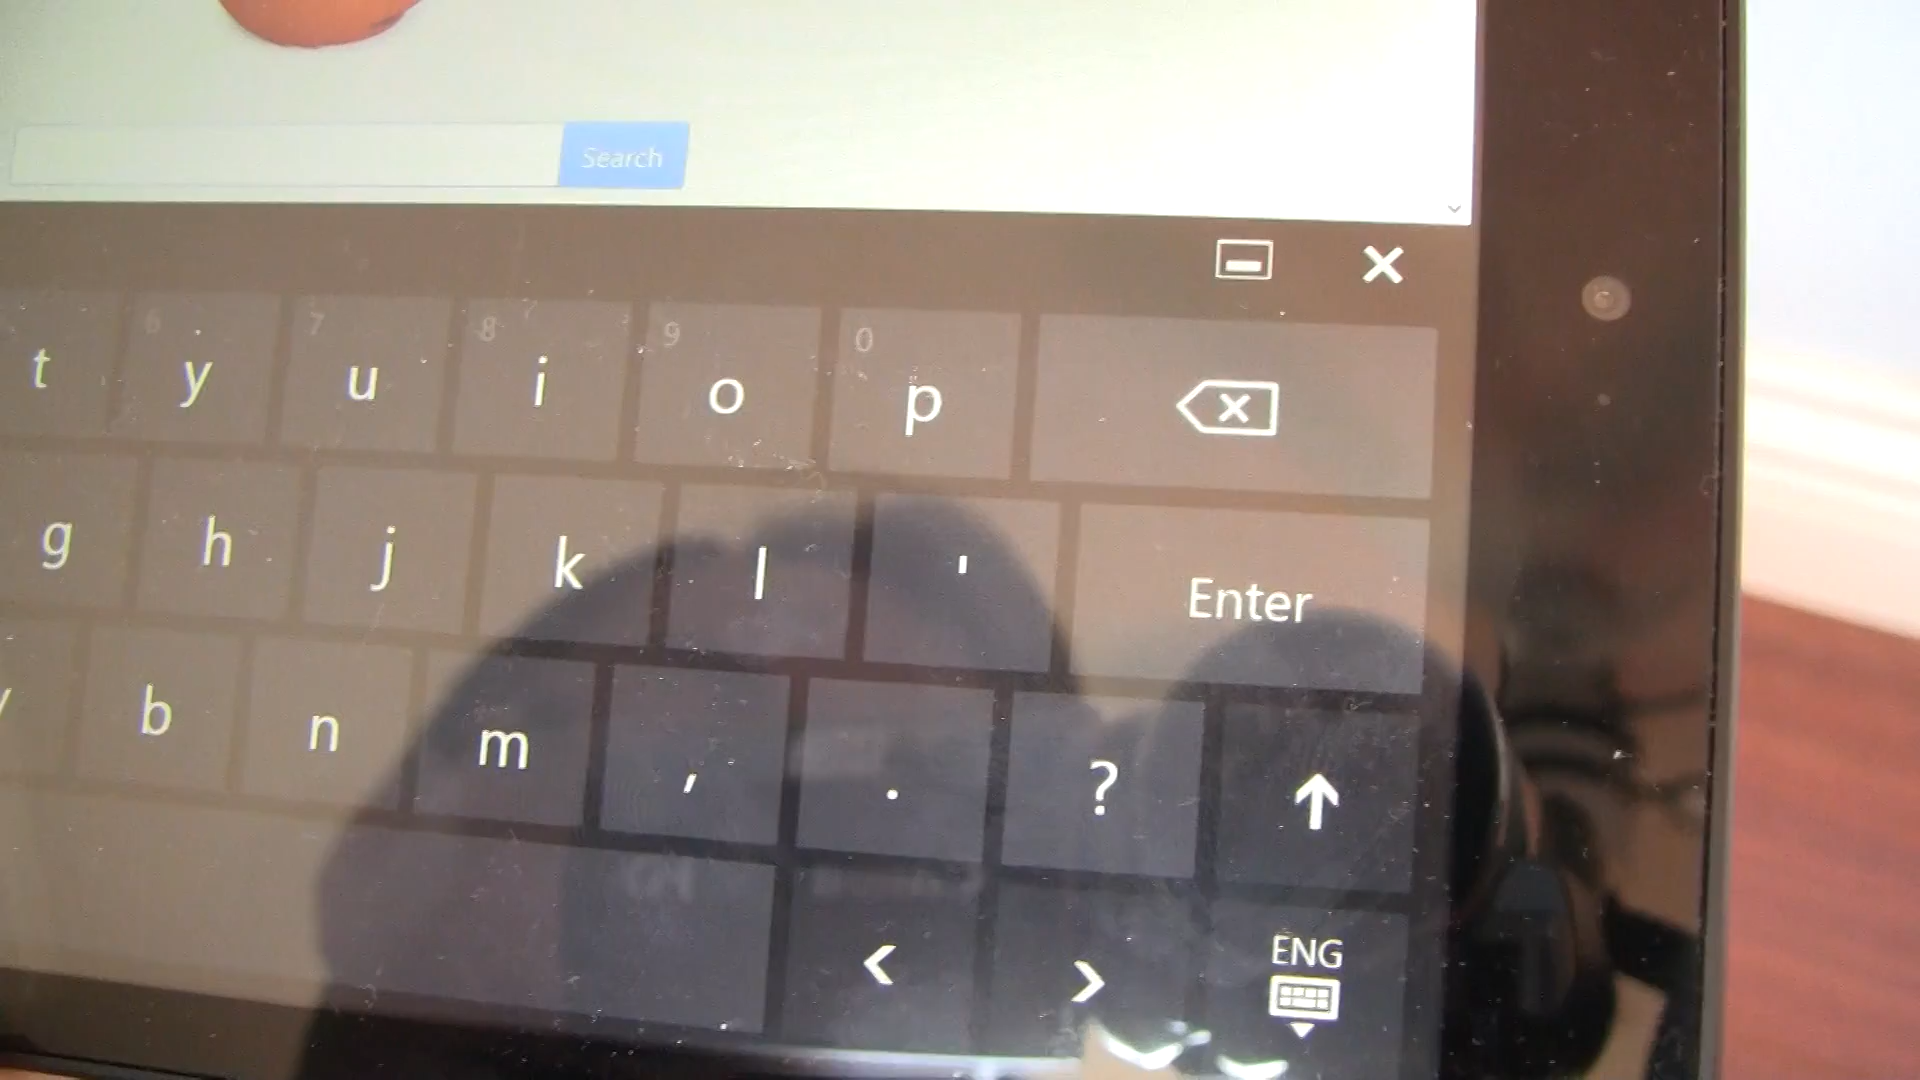 Search
6 7 8 9 0
t y u i o p
g h j k l '
Enter
b n m , . ?
< >
ENG